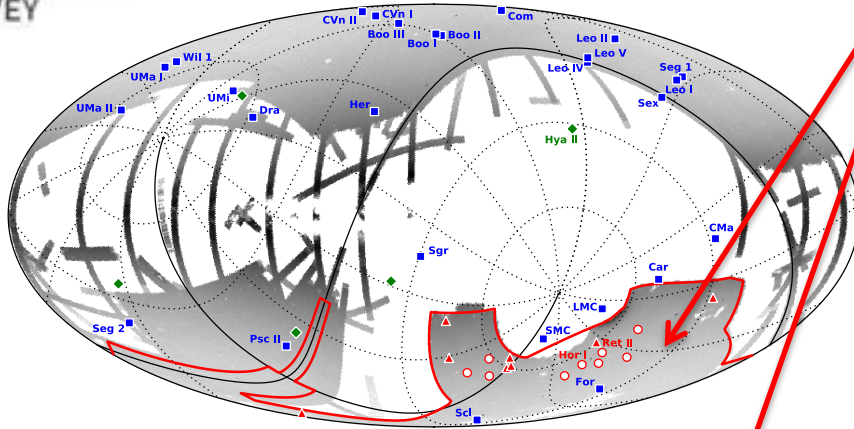 VEY
CVn II
CVn I
Com
Boo III
Boo I
Boo II
Leo II
Leo V
Leo IV
Wil 1
UMa I
Seg 1
Leo I
Sex
UMi
UMa II
Dra
Her
Hya II
CMa
Sgr
Car
LMC
Seg 2
Psc II
SMC
Ret II
Hor I
For
Scl